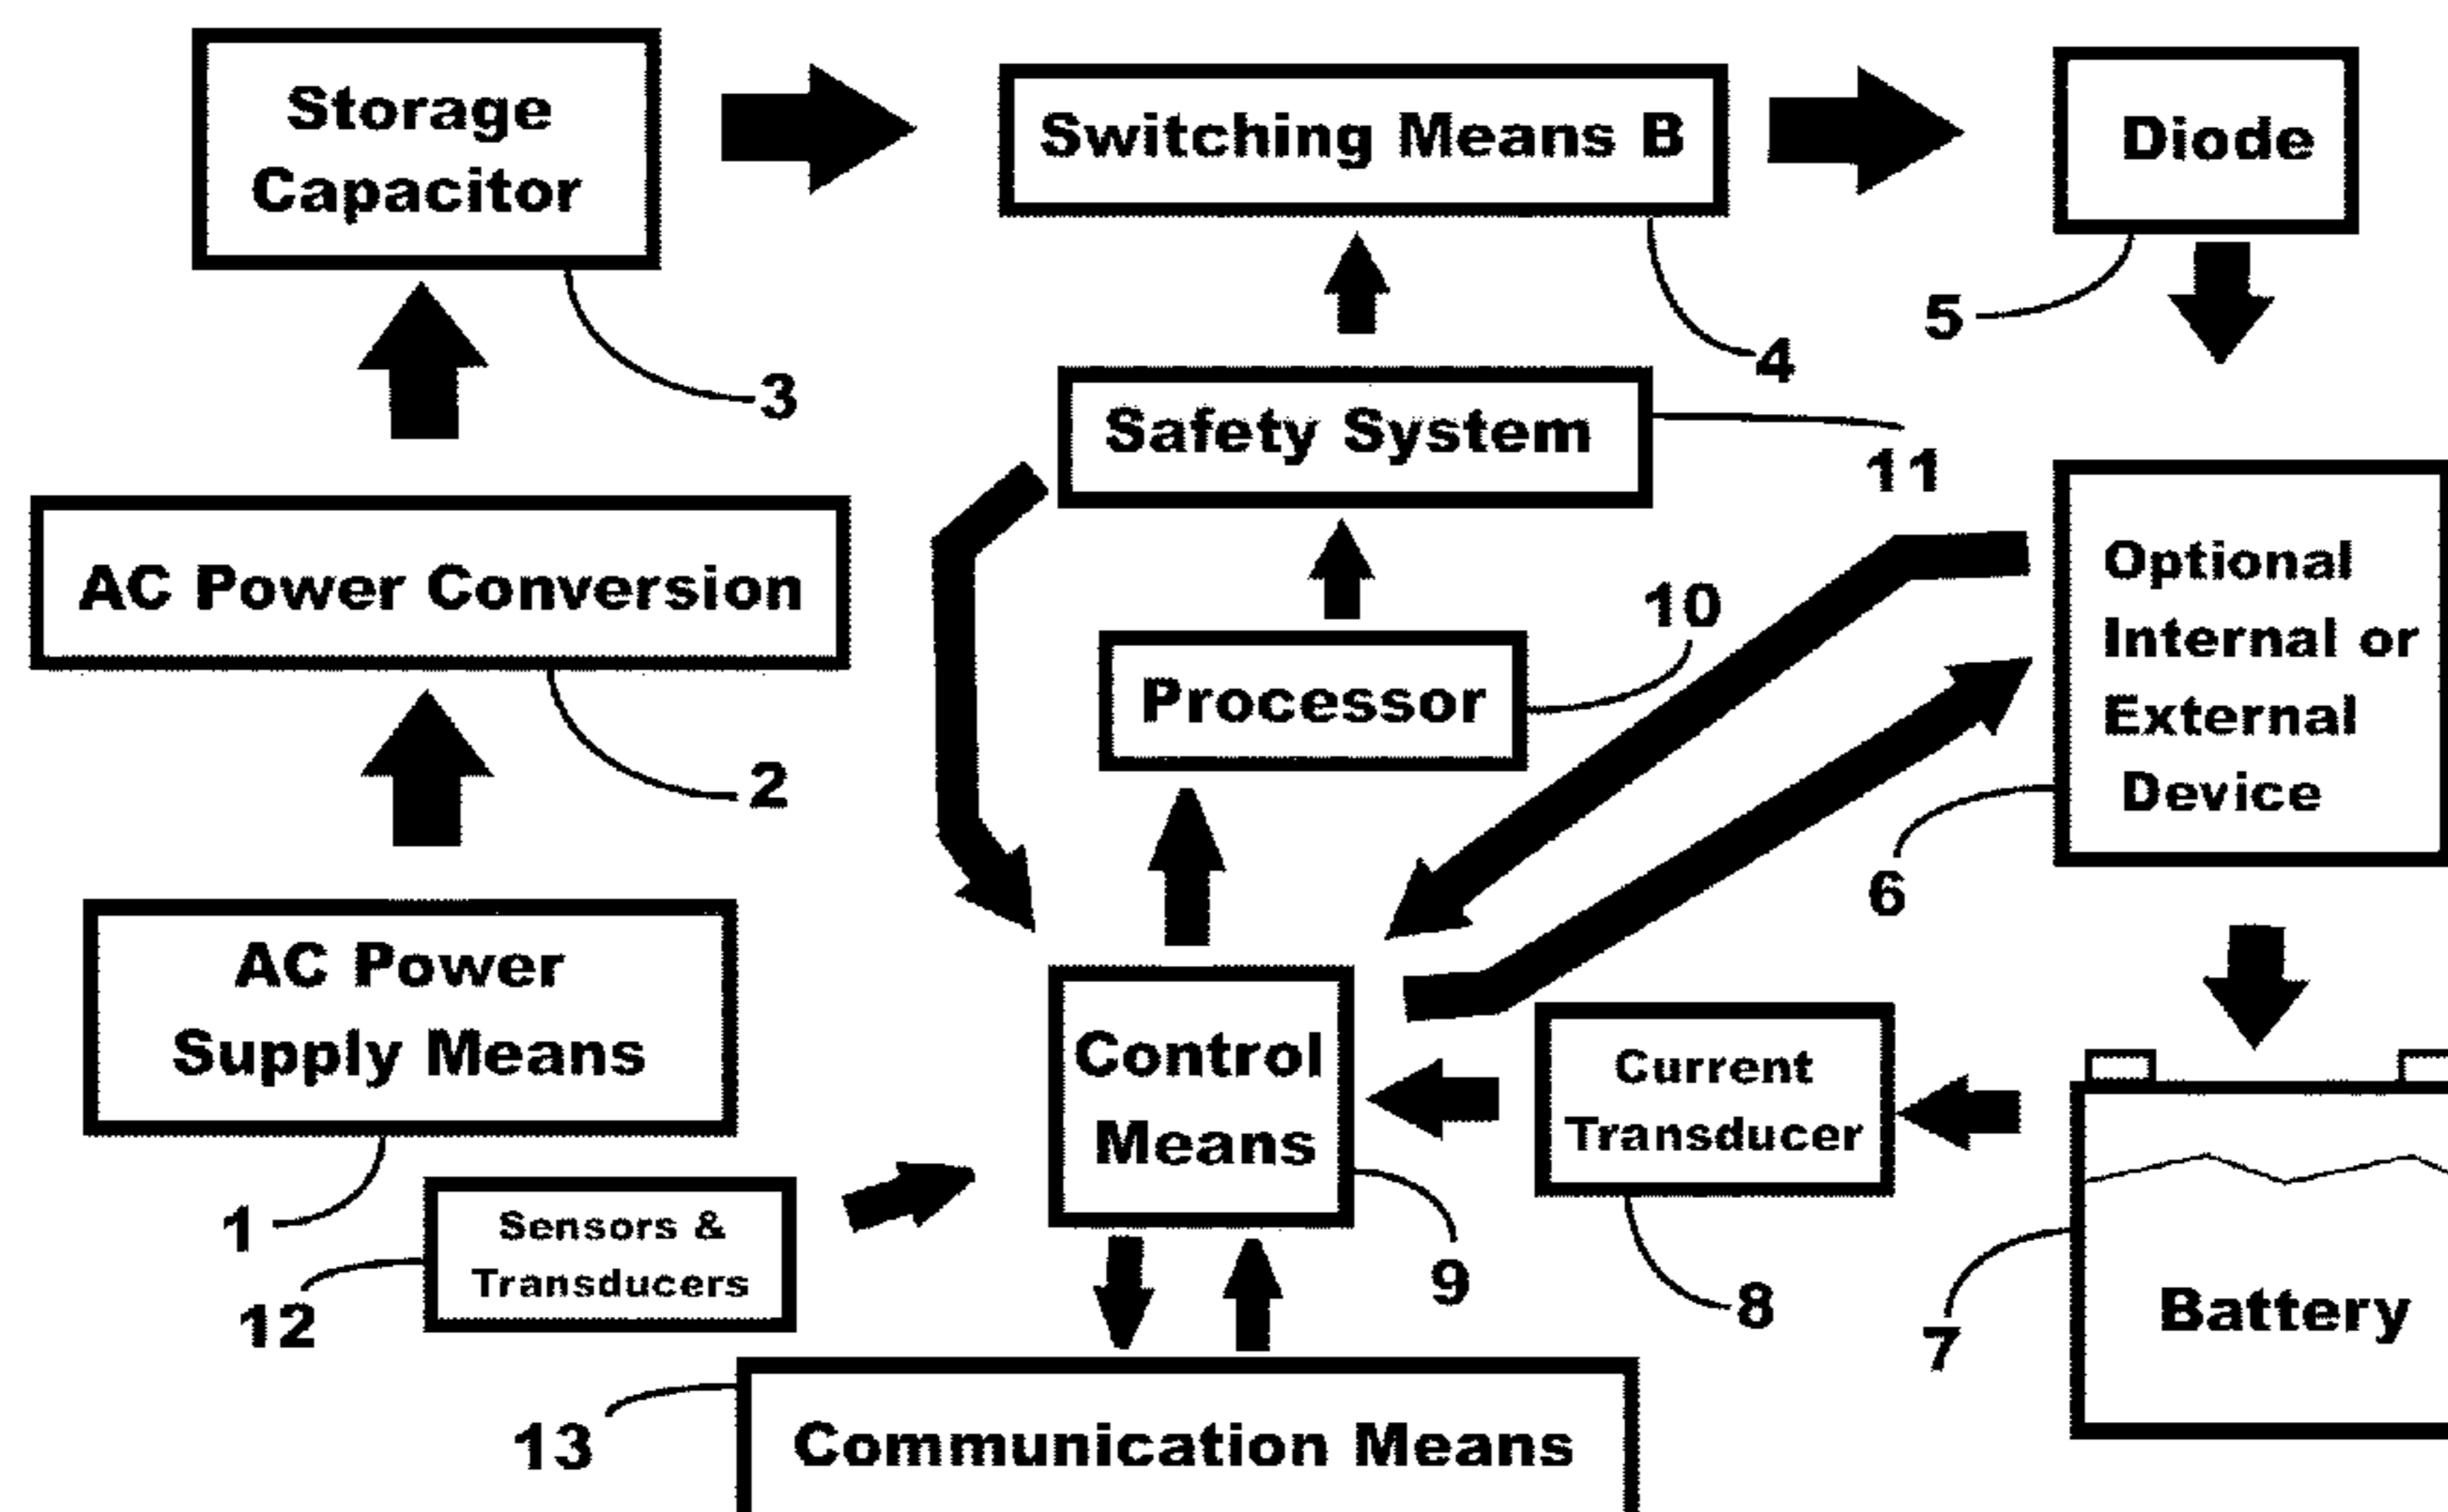 Storage
Capacitor
Switching Means B
Diode
5
4
3
Safety System
11
AC Power Conversion
Optional
Internal or
External
Device
10
Processor
2
6
AC Power
Supply Means
Control
Means
Current
Transducer
1
Sensors &
Transducers
12
9
8
7
Battery
13
Communication Means